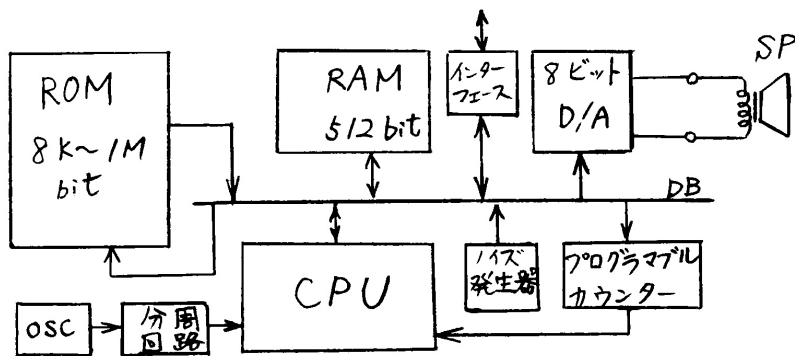 ROM
8K~1M
bit
RAM
512bit
インター
フェース
8ビット
D/A
SP
DB
CPU
ノイズ
発生器
プログラマブル
カウンター
OSC
分周
回路